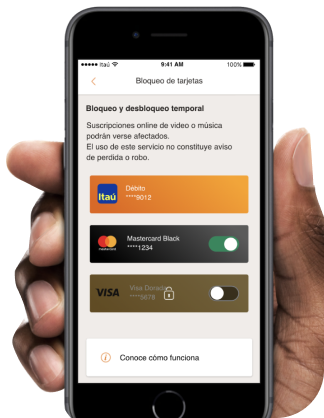 Itaú 9:41 AM 100%
Bloqueo de tarjetas
Bloqueo y desbloqueo temporal
Suscripciones online de video o música
podrán verse afectados.
El uso de este servicio no constituye aviso
de perdida o robo.
Itaú
Débito
****9012
mastercard
Mastercard Black
****1234
VISA
Visa Dorada
****5678
Conoce cómo funciona